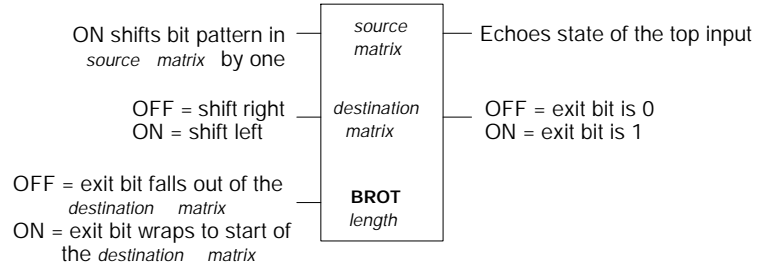 ON shifts bit pattern in
source matrix by one
source
matrix
Echoes state of the top input
OFF = shift right
ON = shift left
destination
matrix
OFF = exit bit is 0
ON = exit bit is 1
OFF = exit bit falls out of the
destination matrix
ON = exit bit wraps to start of
the destination matrix
BROT
length